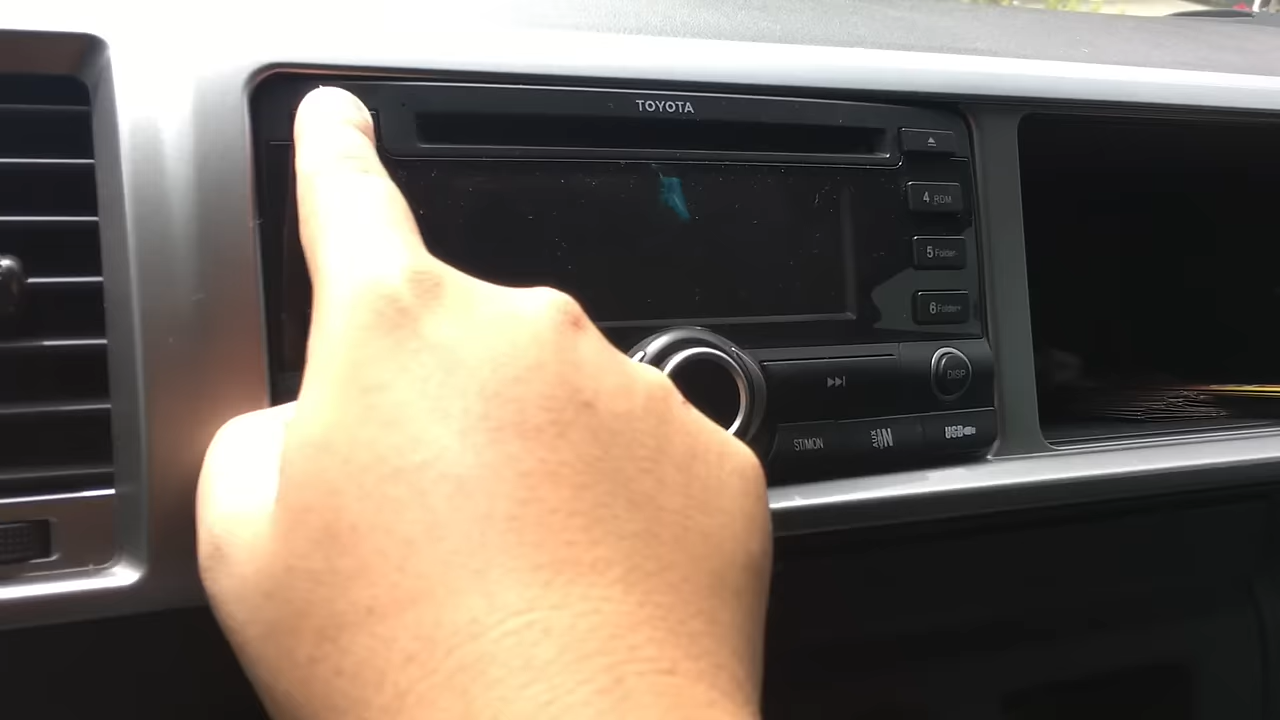 TOYOTA
4 RDM
5 Folder-
6 Folder+
DISP
ST/MON
AUX IN
USB